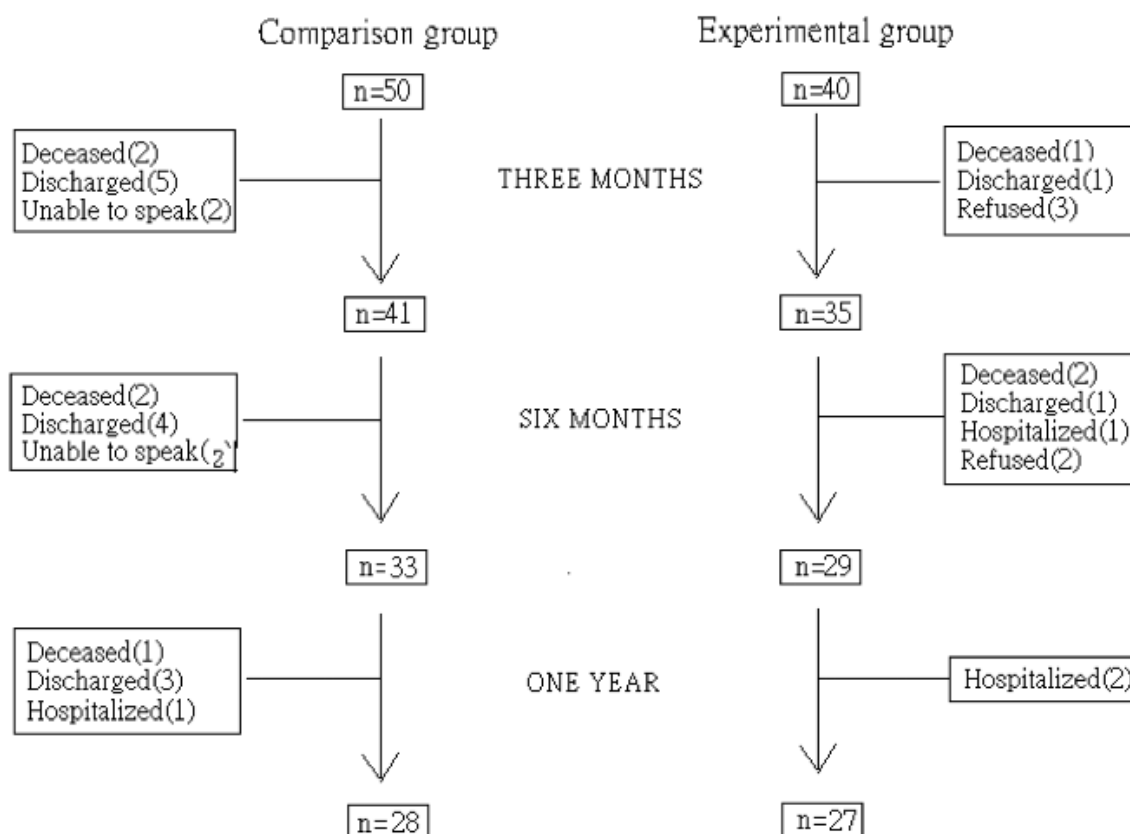 Comparison group
Experimental group
n=50
n=40
Deceased(2)
Discharged(5)
Unable to speak(2)
THREE MONTHS
Deceased(1)
Discharged(1)
Refused(3)
n=41
n=35
Deceased(2)
Discharged(4)
Unable to speak(2)
SIX MONTHS
Deceased(2)
Discharged(1)
Hospitalized(1)
Refused(2)
n=33
n=29
Deceased(1)
Discharged(3)
Hospitalized(1)
ONE YEAR
Hospitalized(2)
n=28
n=27